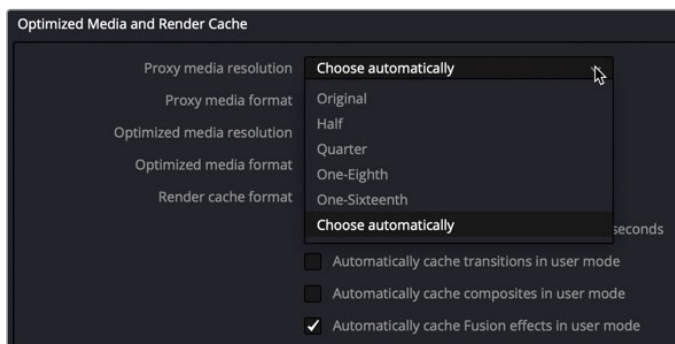 Optimized Media and Render Cache
Proxy media resolution Choose automatically
Proxy media format Original
Half
Optimized media resolution
Quarter
Optimized media format
One-Eighth
Render cache format One-Sixteenth
Choose automatically
seconds
Automatically cache transitions in user mode
Automatically cache composites in user mode
Automatically cache Fusion effects in user mode